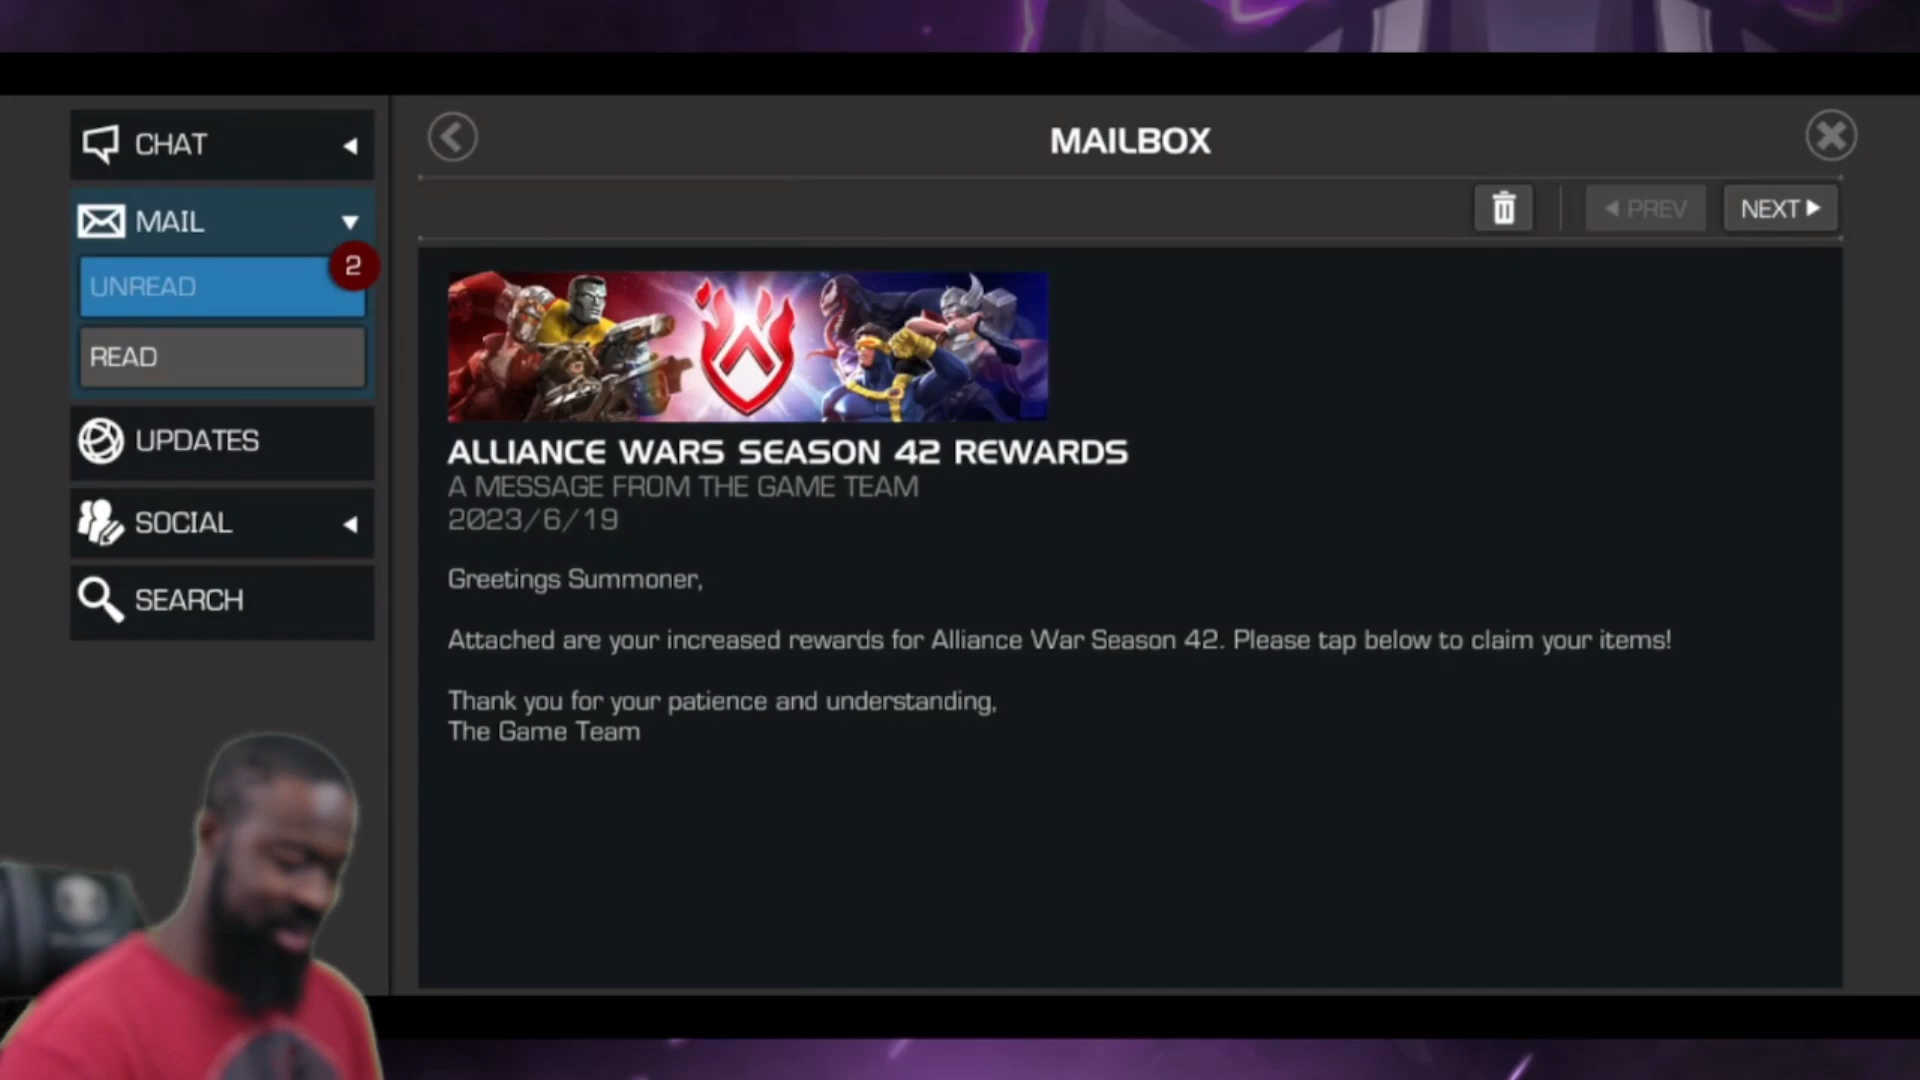 CHAT
MAIL
2
UNREAD
READ
UPDATES
SOCIAL
SEARCH
MAILBOX
PREV
NEXT
ALLIANCE WARS SEASON 42 REWARDS
A MESSAGE FROM THE GAME TEAM
2023/6/19
Greetings Summoner,
Attached are your increased rewards for Alliance War Season 42. Please tap below to claim your items!
Thank you for your patience and understanding,
The Game Team